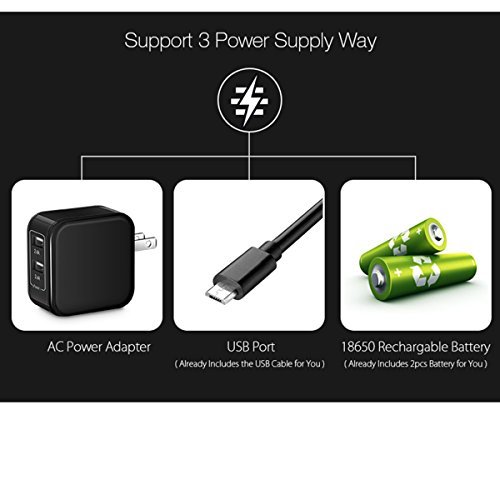 Support 3 Power Supply Way
AC Power Adapter
USB Port
( Already Includes the USB Cable for You )
18650 Rechargable Battery
( Already Includes 2pcs Battery for You )